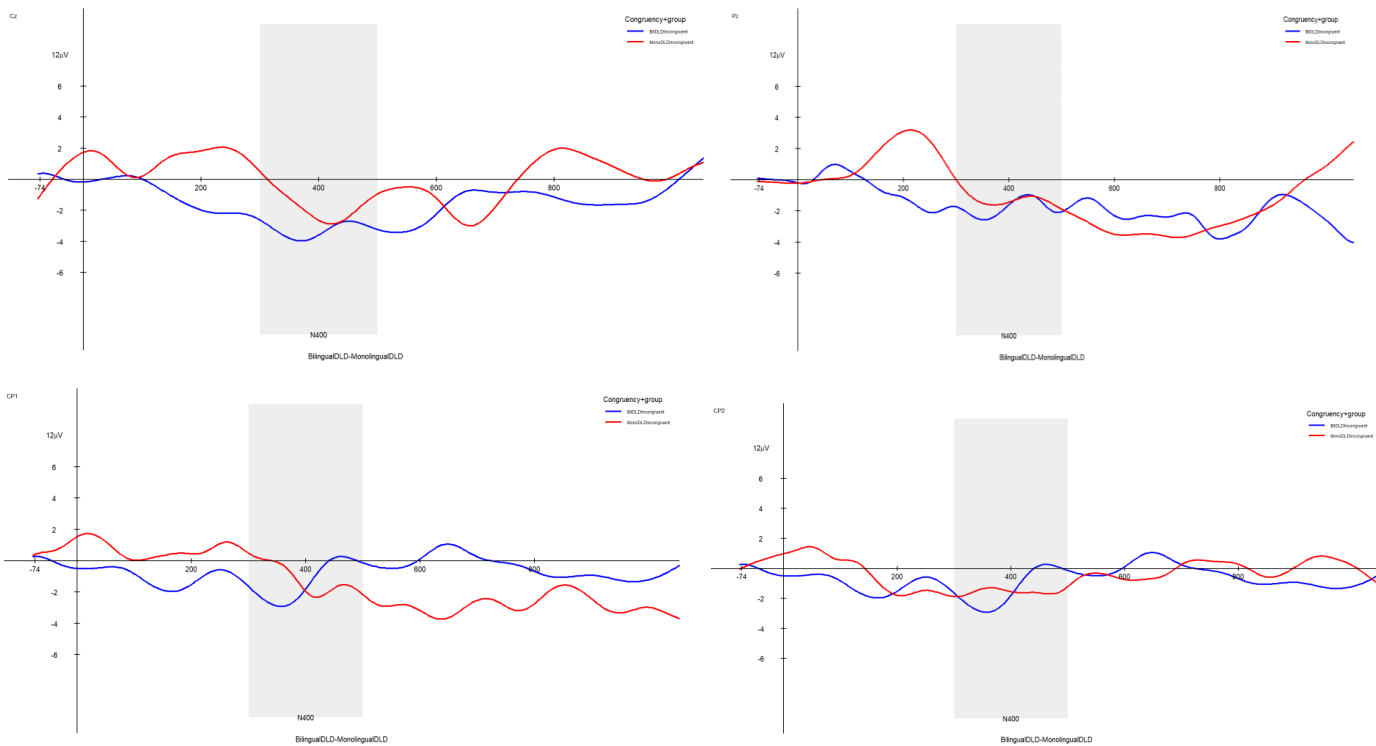 Cz
Congruency+group
BilDLDIncongruent
MonoDLDIncongruent
12µV
6
4
2
-74
200
400
600
800
-2
-4
-6
N400
BilingualDLD-MonolingualDLD
Pz
Congruency+group
BilDLDIncongruent
MonoDLDIncongruent
12µV
6
4
2
-74
200
400
600
800
-2
-4
-6
N400
BilingualDLD-MonolingualDLD
CP1
Congruency+group
BilDLDIncongruent
MonoDLDIncongruent
12µV
6
4
2
-74
200
400
600
800
-2
-4
-6
N400
BilingualDLD-MonolingualDLD
CP2
Congruency+group
BilDLDIncongruent
MonoDLDIncongruent
12µV
6
4
2
-74
200
400
600
800
-2
-4
-6
N400
BilingualDLD-MonolingualDLD